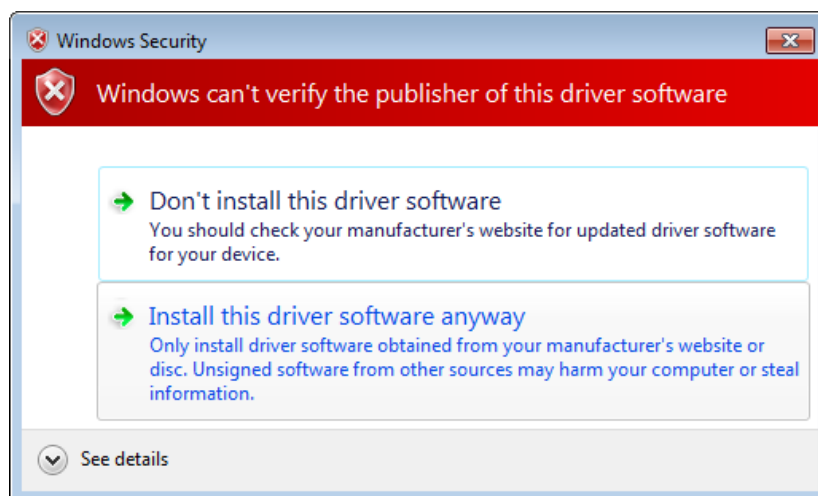 Windows Security
Windows can't verify the publisher of this driver software
Don't install this driver software
You should check your manufacturer's website for updated driver software
for your device.
Install this driver software anyway
Only install driver software obtained from your manufacturer's website or
disc. Unsigned software from other sources may harm your computer or steal
information.
See details